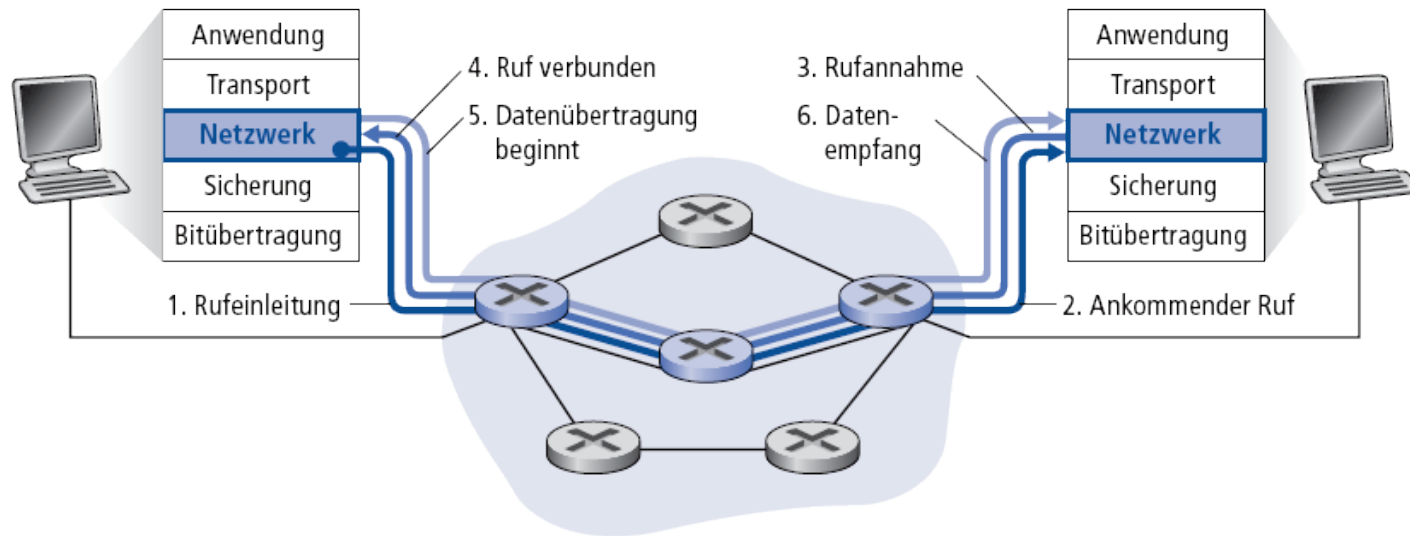 Anwendung
Transport
Netzwerk
Sicherung
Bitübertragung
1. Rufeinleitung
4. Ruf verbunden
5. Datenübertragung
beginnt
3. Rufannahme
6. Daten-
empfang
2. Ankommender Ruf
Anwendung
Transport
Netzwerk
Sicherung
Bitübertragung